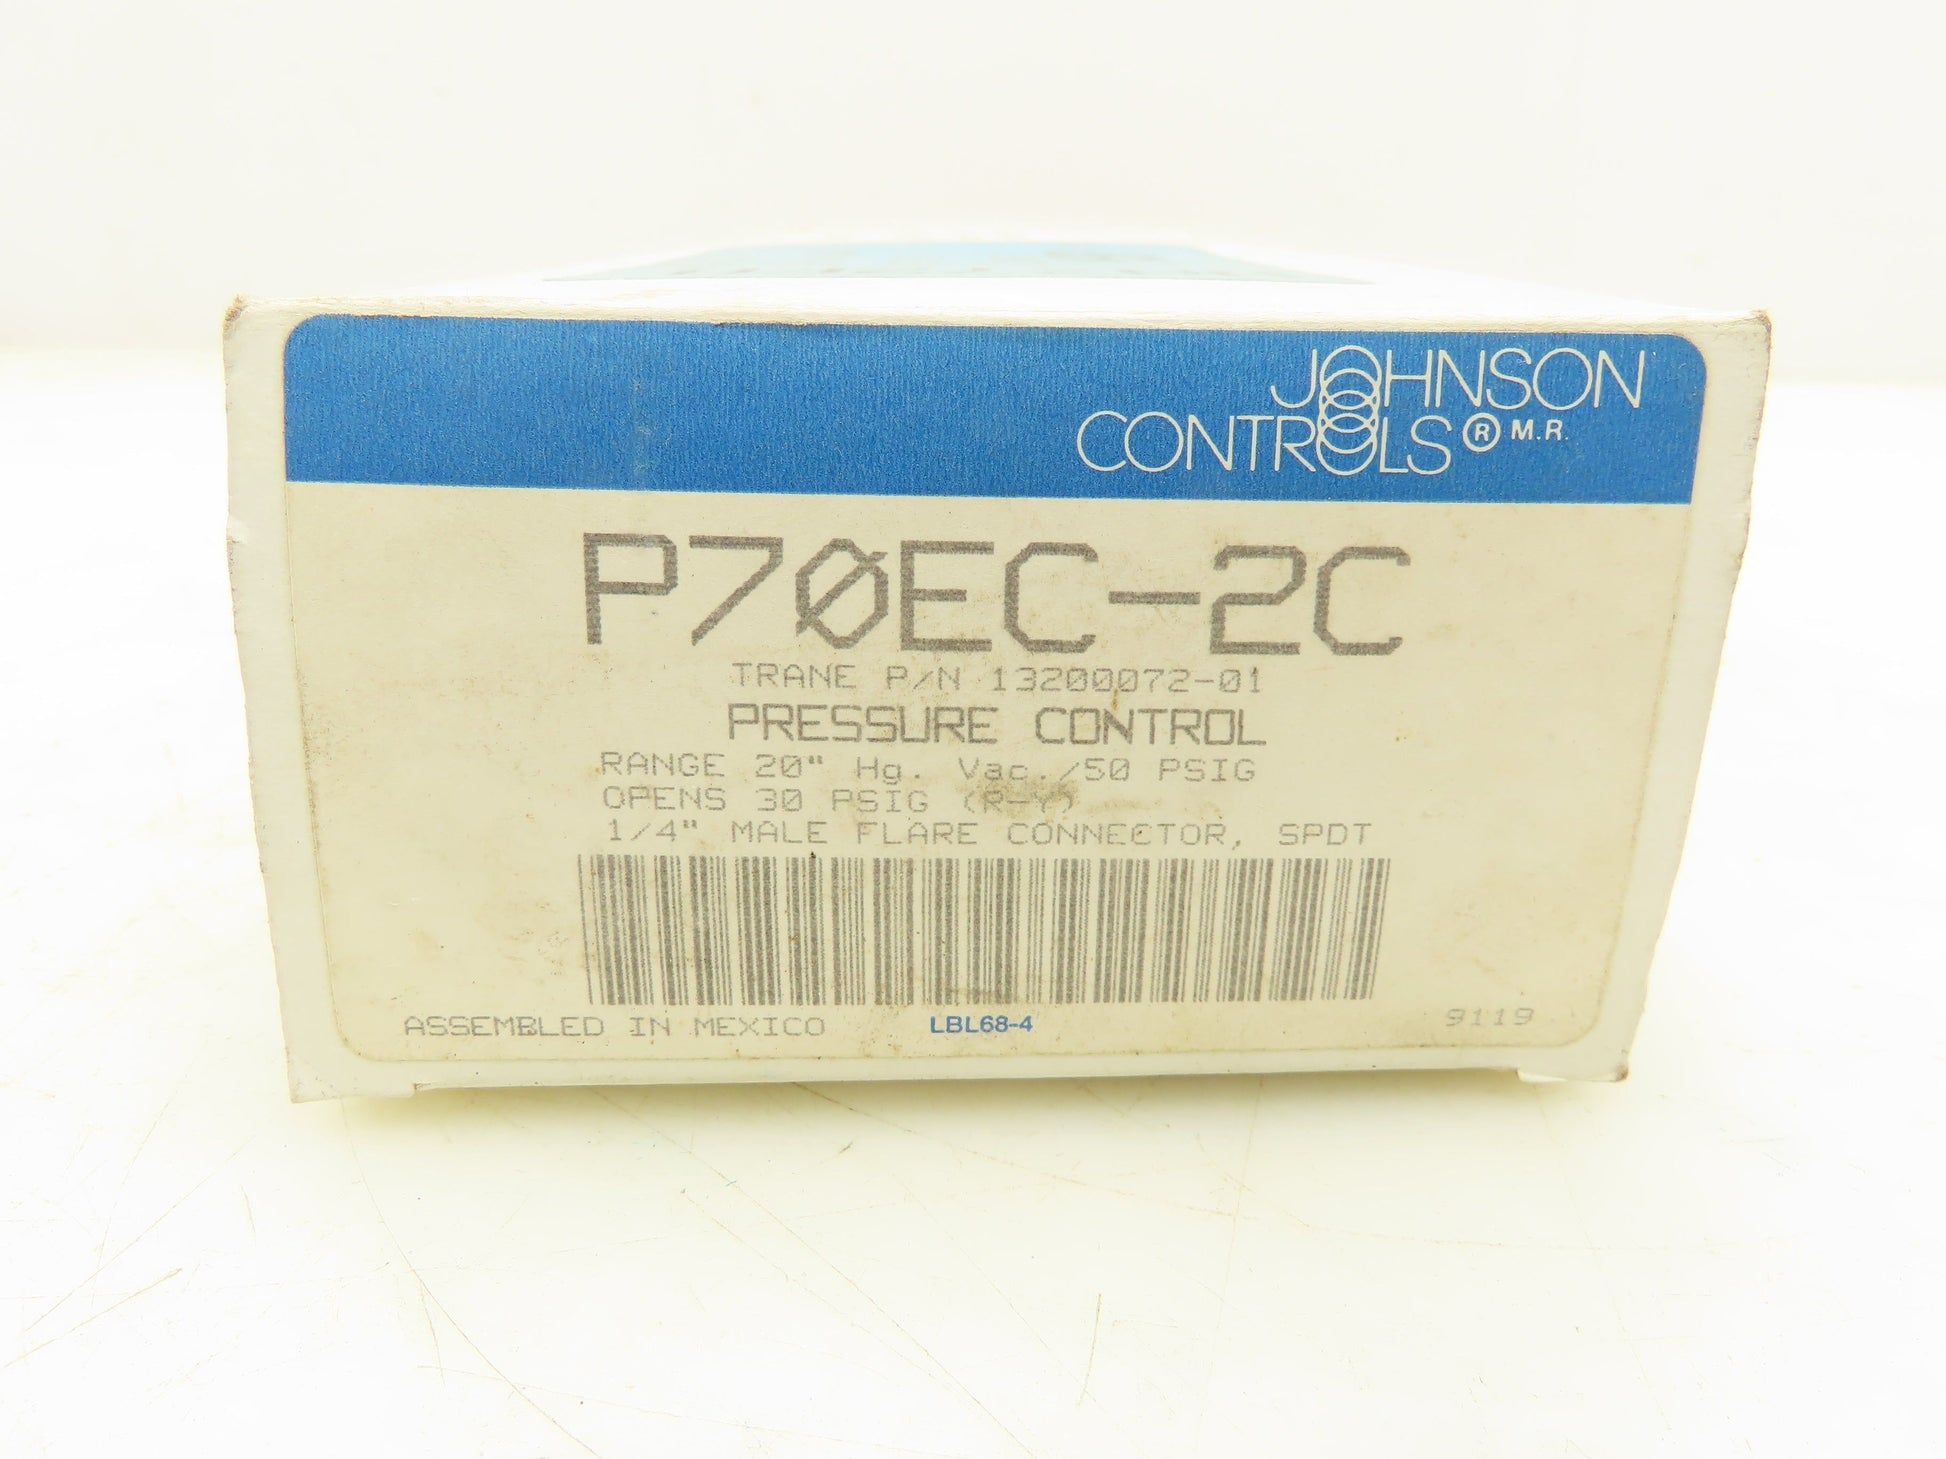 JOHNSON
CONTROLS ® M.R.
P70EC-2C
TRANE P/N 13200072-01
PRESSURE CONTROL
RANGE 20" Hg. Vac./50 PSIG
OPENS 30 PSIG (R-Y)
1/4" MALE FLARE CONNECTOR, SPDT
ASSEMBLED IN MEXICO LBL68-4 9119